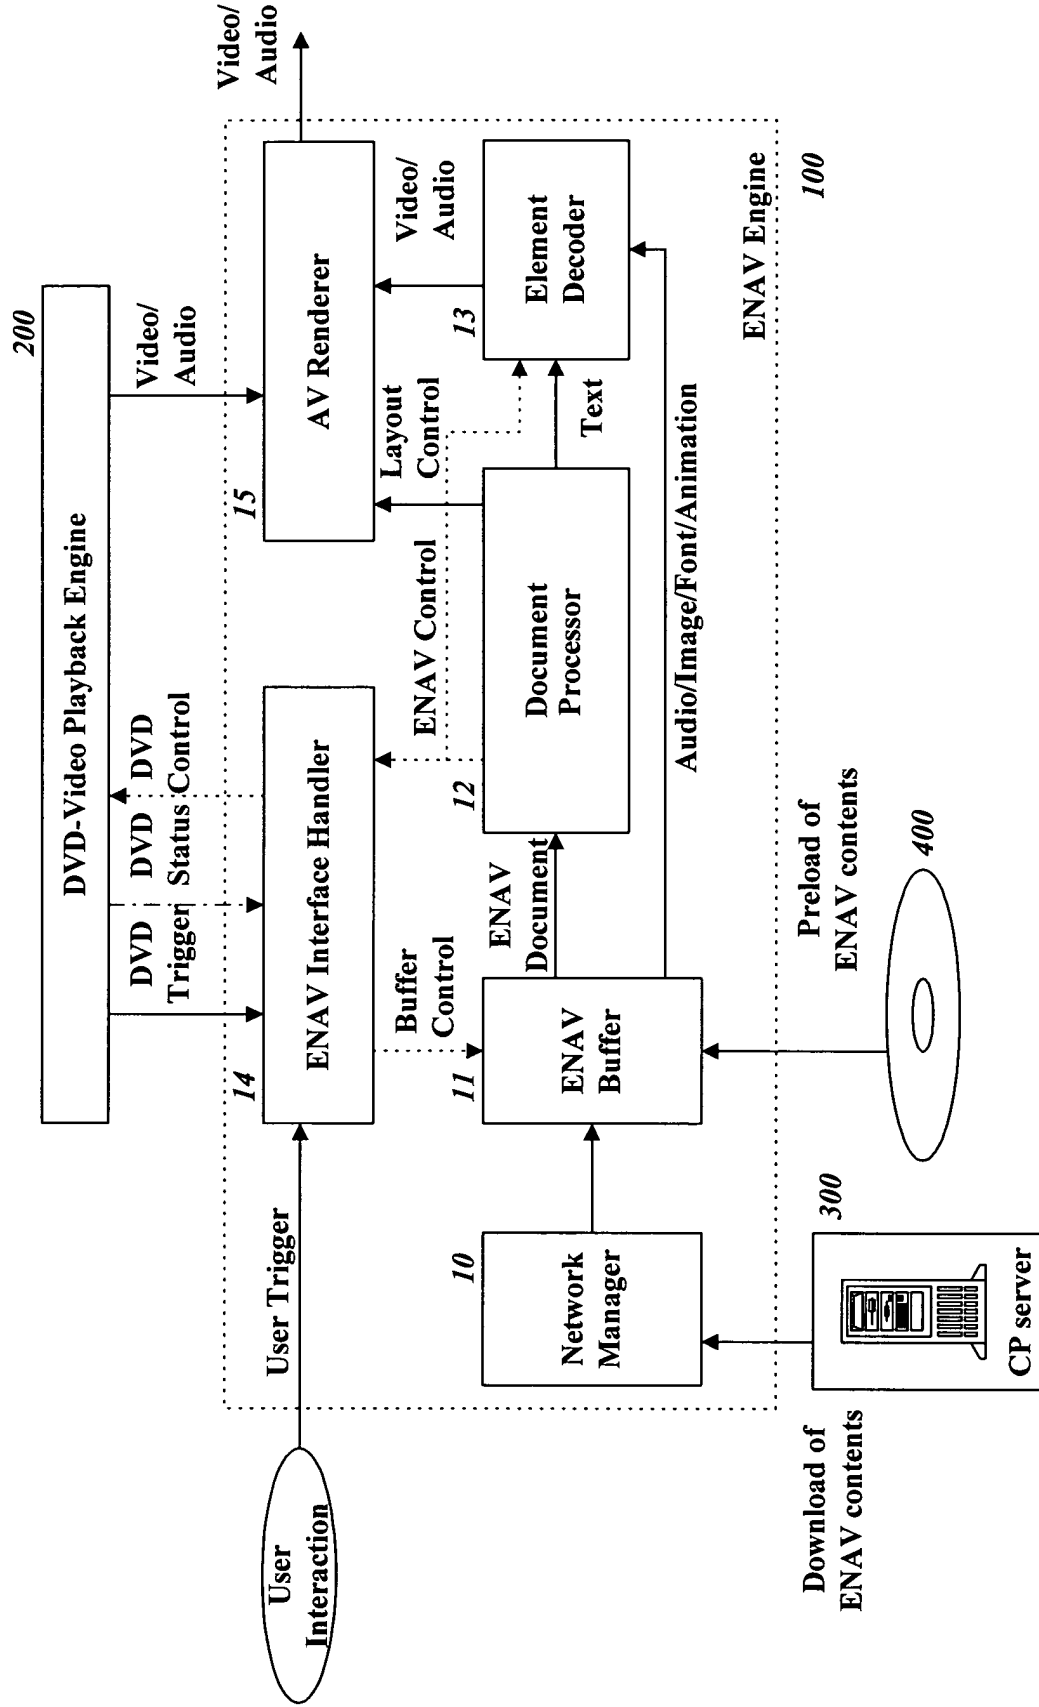 200
DVD-Video Playback Engine
Video/
Audio
DVD
Trigger
DVD
Status
DVD
Control
Video/
Audio
User
Interaction
User Trigger
14
ENAV Interface Handler
15
AV Renderer
Buffer
Control
ENAV Control
Layout
Control
Video/
Audio
10
Network
Manager
11
ENAV
Buffer
ENAV
Document
12
Document
Processor
Text
13
Element
Decoder
Audio/Image/Font/Animation
ENAV Engine
100
Download of
ENAV contents
300
CP server
Preload of
ENAV contents
400